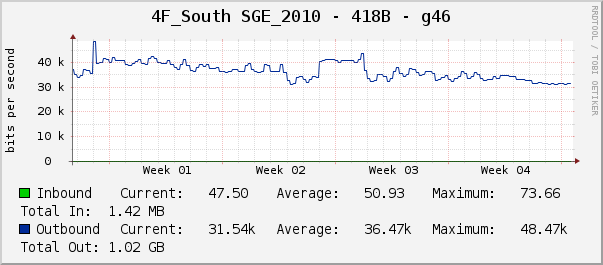 4F_South SGE_2010 - 418B - g46
RRDTOOL / TOBI OETIKER
bits per second
40 k
30 k
20 k
10 k
0
Week 01 Week 02 Week 03 Week 04
Inbound Current: 47.50 Average: 50.93 Maximum: 73.66
Total In: 1.42 MB
Outbound Current: 31.54k Average: 36.47k Maximum: 48.47k
Total Out: 1.02 GB